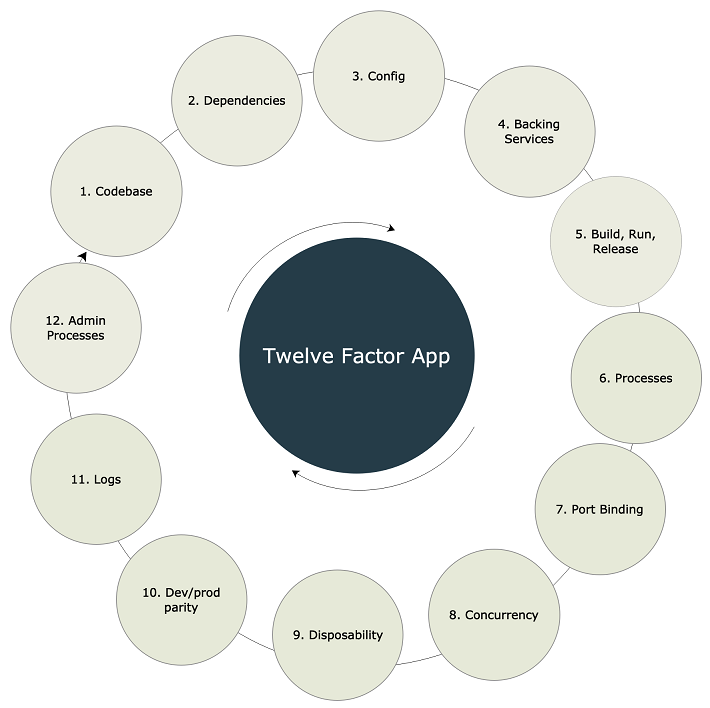 1. Codebase
2. Dependencies
3. Config
4. Backing
Services
5. Build, Run,
Release
6. Processes
7. Port Binding
8. Concurrency
9. Disposability
10. Dev/prod
parity
11. Logs
12. Admin
Processes
Twelve Factor App